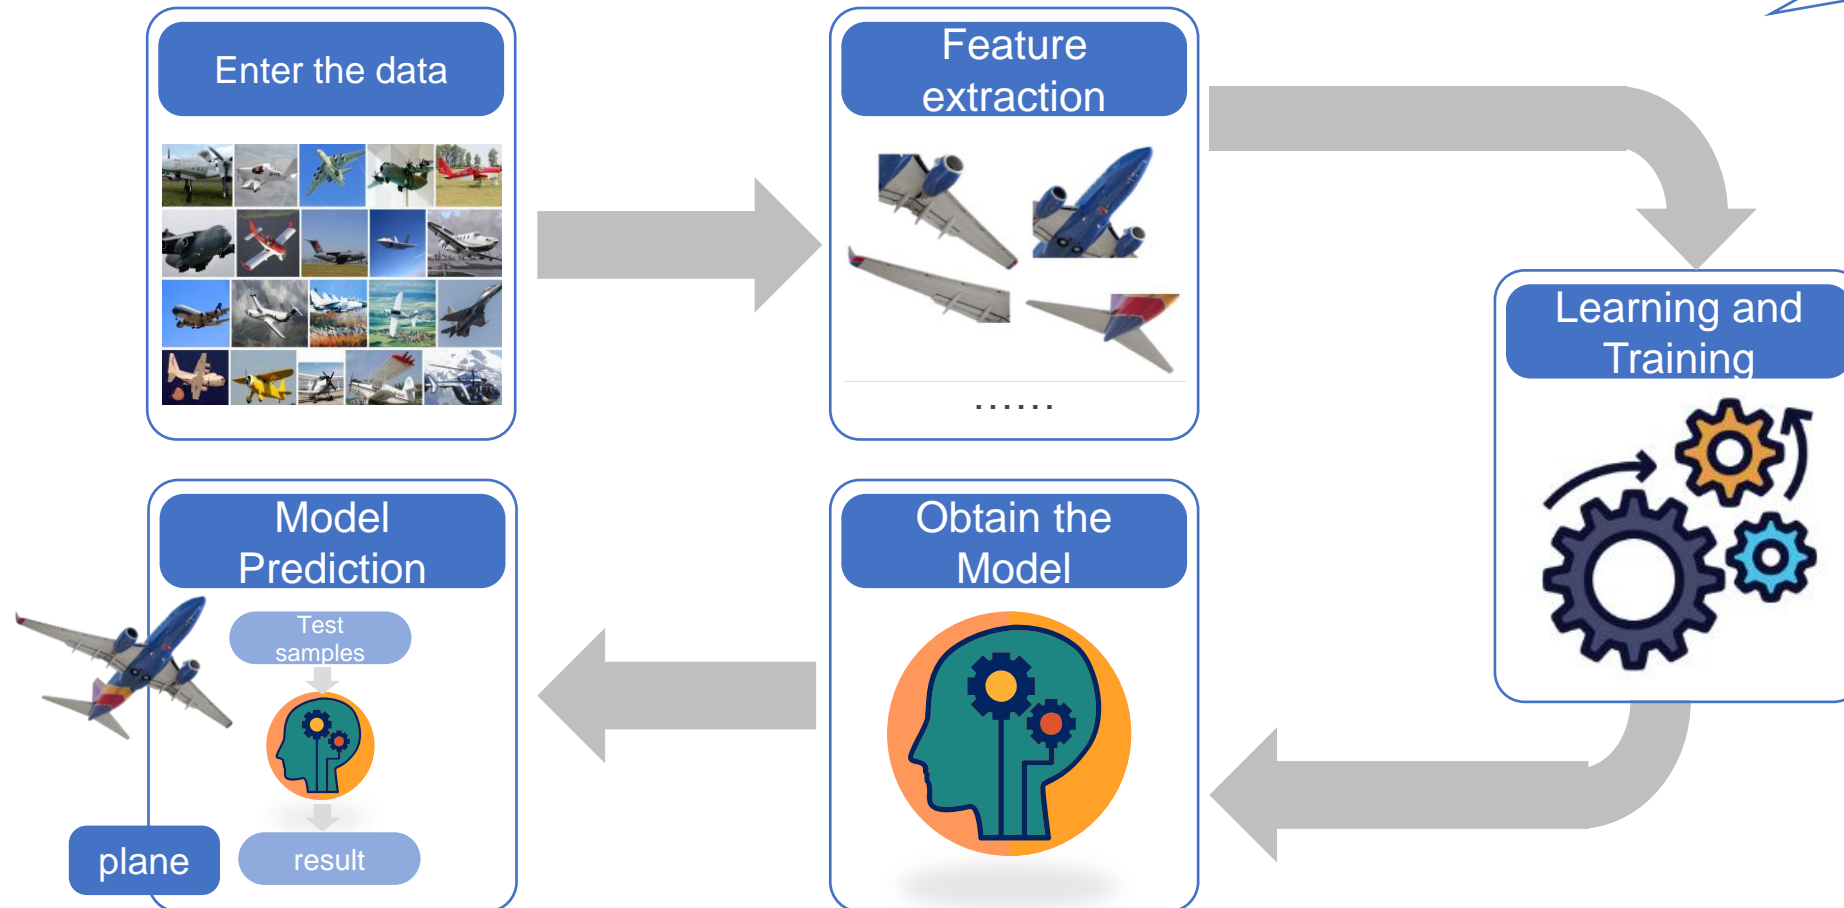 Enter the data
Feature
extraction
......
Learning and
Training
Obtain the
Model
Model
Prediction
Test
samples
result
plane